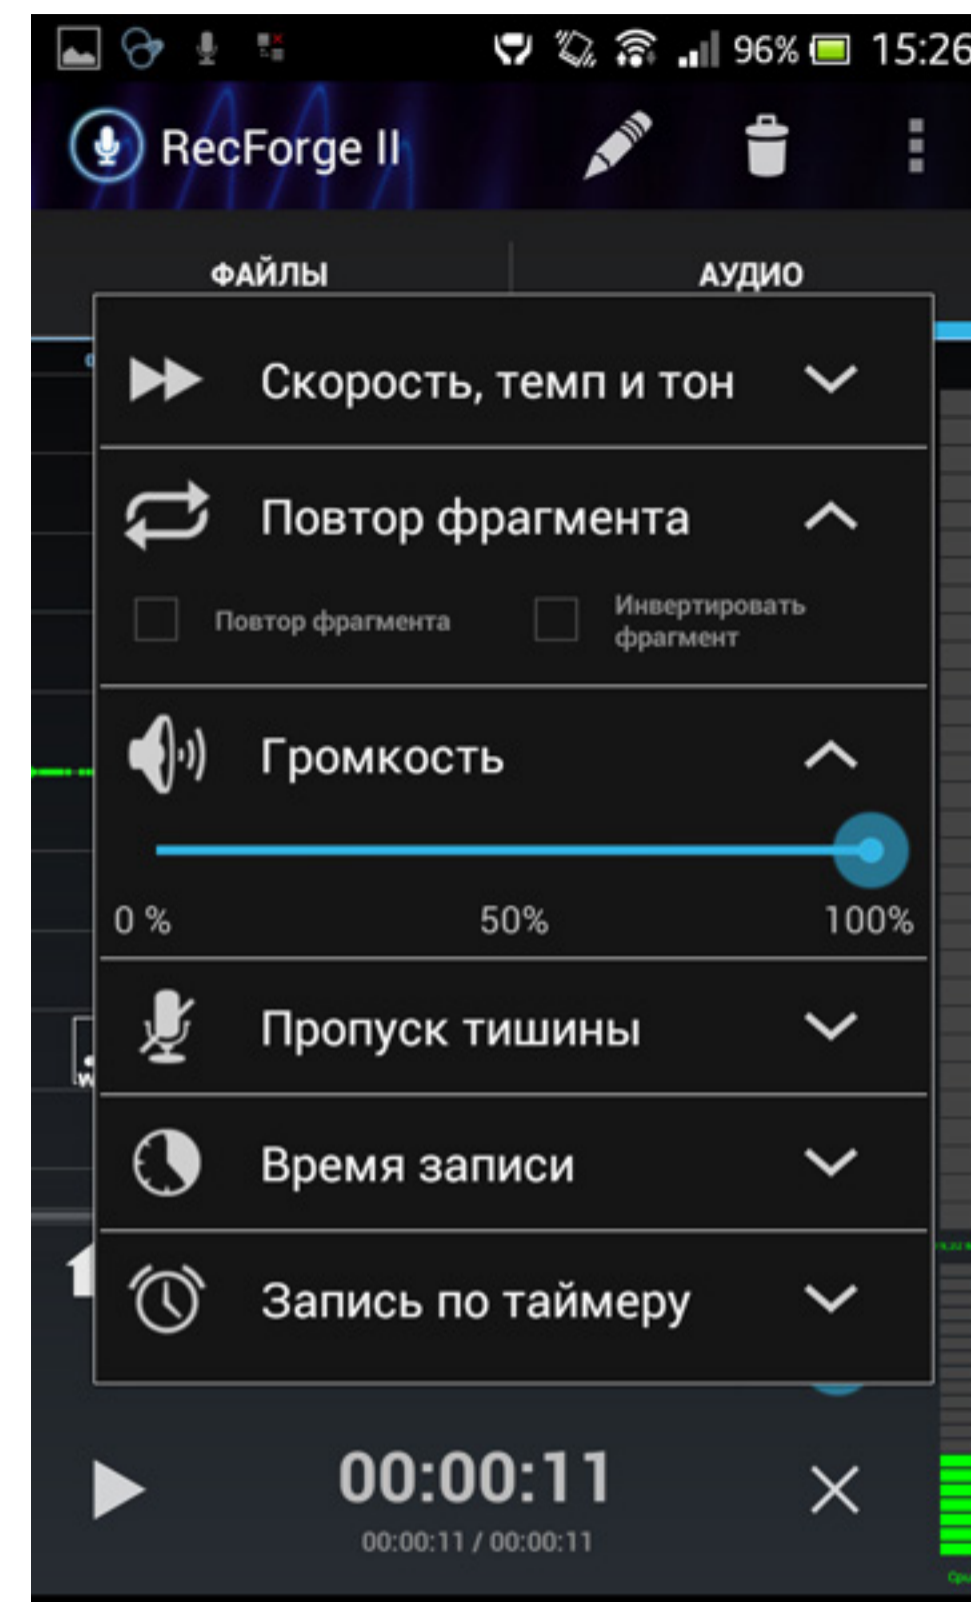 96% 15:26
RecForge II
ФАЙЛЫ АУДИО
Скорость, темп и тон
Повтор фрагмента
Повтор фрагмента
Инвертировать
фрагмент
Громкость
0 % 50% 100%
Пропуск тишины
Время записи
Запись по таймеру
00:00:11
00:00:11 / 00:00:11